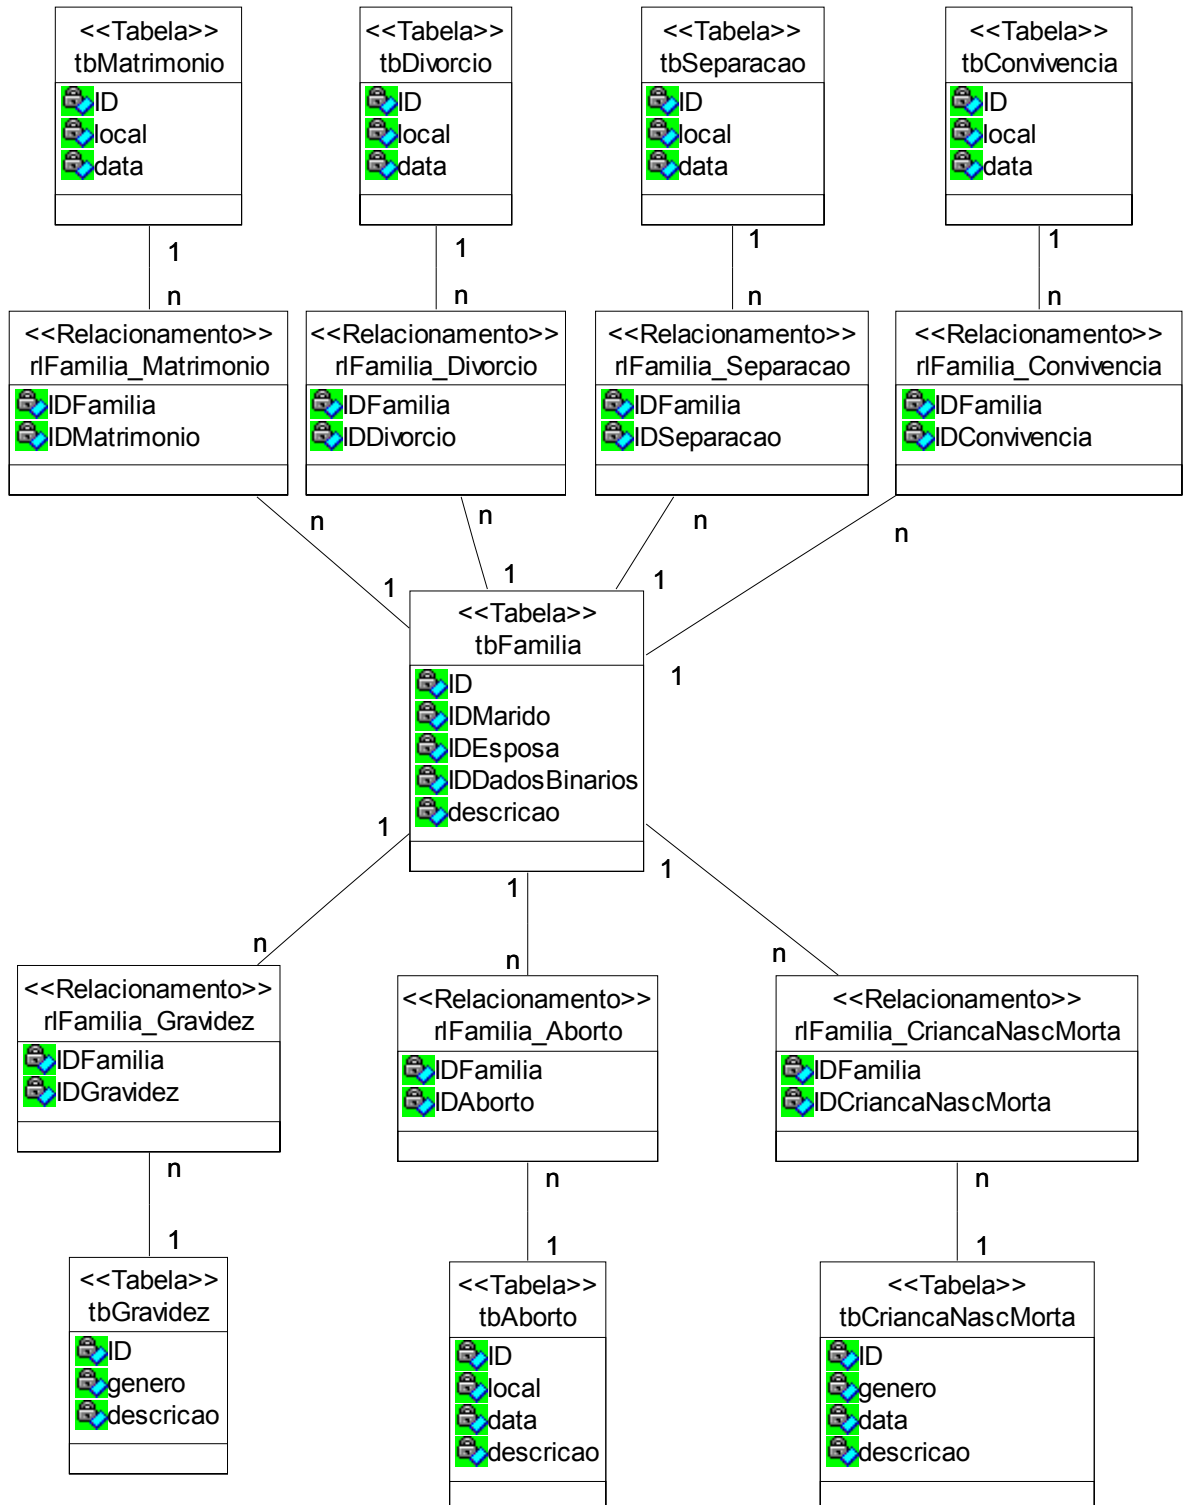 <<Tabela>>
tbMatrimonio
ID
local
data
<<Tabela>>
tbDivorcio
ID
local
data
<<Tabela>>
tbSeparacao
ID
local
data
<<Tabela>>
tbConvivencia
ID
local
data
1
n
1
n
1
n
1
n
<<Relacionamento>>
rlFamilia_Matrimonio
IDFamilia
IDMatrimonio
<<Relacionamento>>
rlFamilia_Divorcio
IDFamilia
IDDivorcio
<<Relacionamento>>
rlFamilia_Separacao
IDFamilia
IDSeparacao
<<Relacionamento>>
rlFamilia_Convivencia
IDFamilia
IDConvivencia
n
1
n
1
n
1
n
1
<<Tabela>>
tbFamilia
ID
IDMarido
IDEsposa
IDDadosBinarios
descricao
1
n
1
n
1
n
<<Relacionamento>>
rlFamilia_Gravidez
IDFamilia
IDGravidez
<<Relacionamento>>
rlFamilia_Aborto
IDFamilia
IDAborto
<<Relacionamento>>
rlFamilia_CriancaNascMorta
IDFamilia
IDCriancaNascMorta
n
1
n
1
n
1
<<Tabela>>
tbGravidez
ID
genero
descricao
<<Tabela>>
tbAborto
ID
local
data
descricao
<<Tabela>>
tbCriancaNascMorta
ID
genero
data
descricao